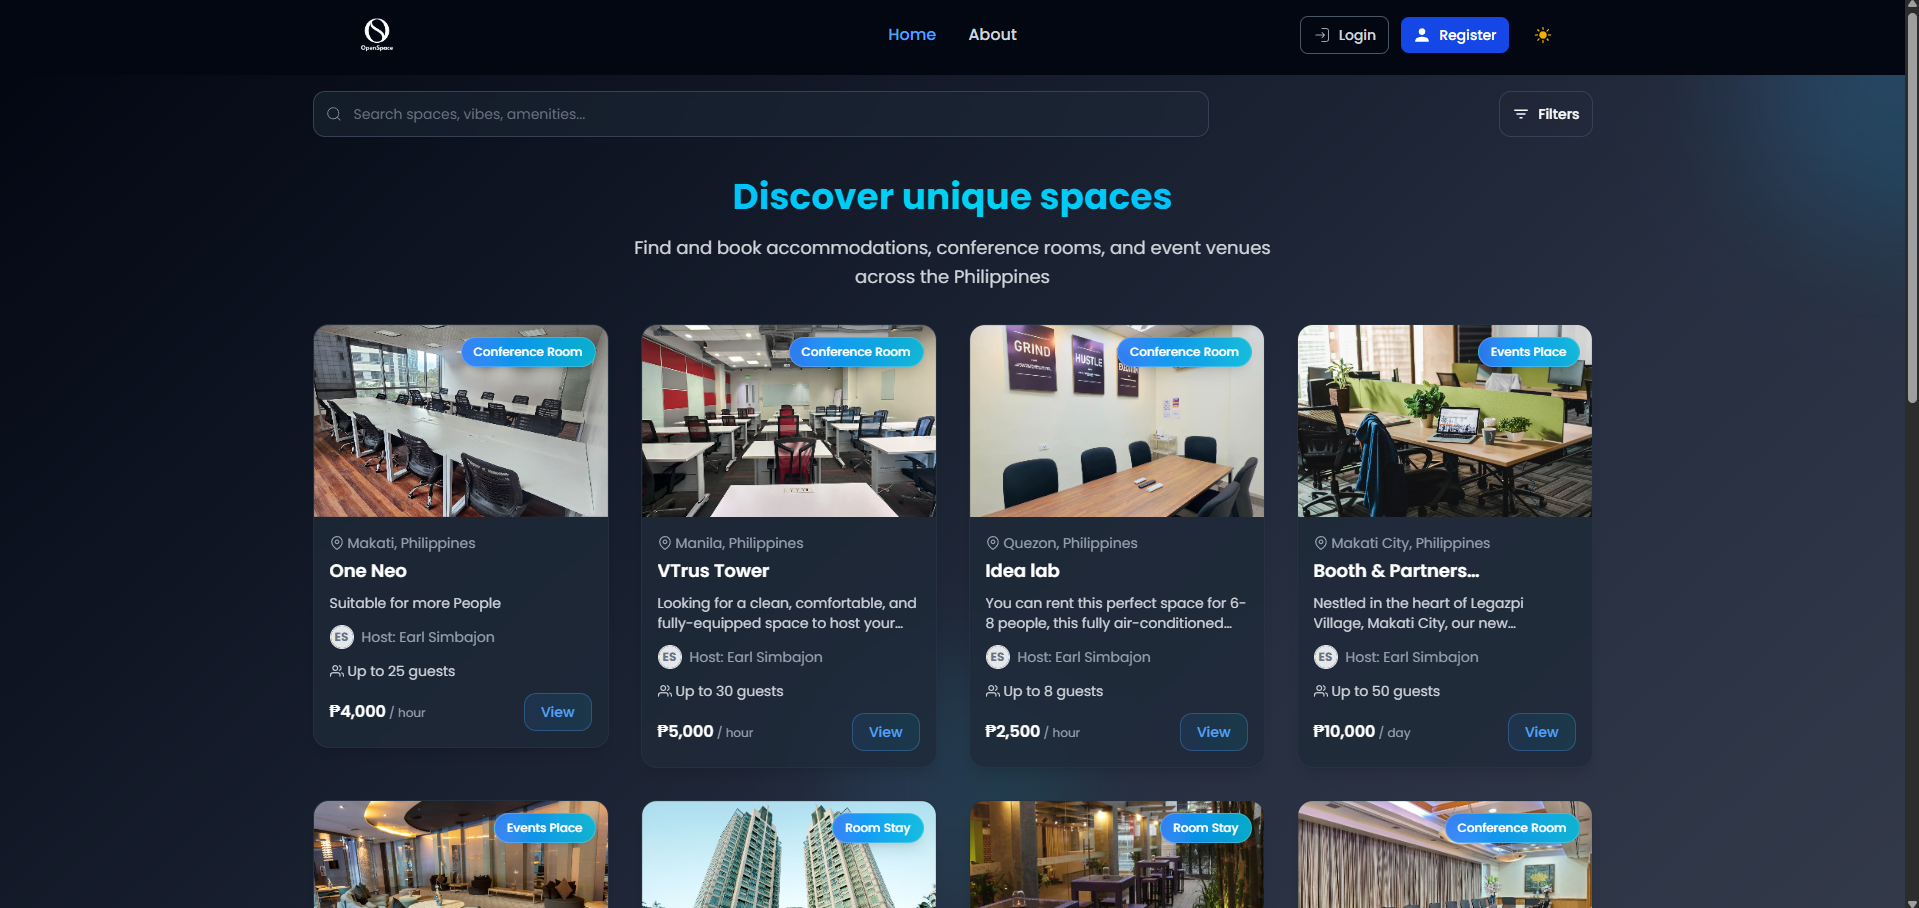 OpenSpace
Home
About
Login
Register
Search spaces, vibes, amenities...
Filters
Discover unique spaces
Find and book accommodations, conference rooms, and event venues
across the Philippines
Conference Room
GRIND
HUSTLE
Conference Room
Conference Room
Events Place
Makati, Philippines
One Neo
Suitable for more People
ES Host: Earl Simbajon
Up to 25 guests
₱4,000 / hour
View
Manila, Philippines
VTrus Tower
Looking for a clean, comfortable, and
fully-equipped space to host your...
ES Host: Earl Simbajon
Up to 30 guests
₱5,000 / hour
View
Quezon, Philippines
Idea lab
You can rent this perfect space for 6-
8 people, this fully air-conditioned...
ES Host: Earl Simbajon
Up to 8 guests
₱2,500 / hour
View
Makati City, Philippines
Booth & Partners...
Nestled in the heart of Legazpi
Village, Makati City, our new...
ES Host: Earl Simbajon
Up to 50 guests
₱10,000 / day
View
Events Place
Room Stay
Room Stay
Conference Room